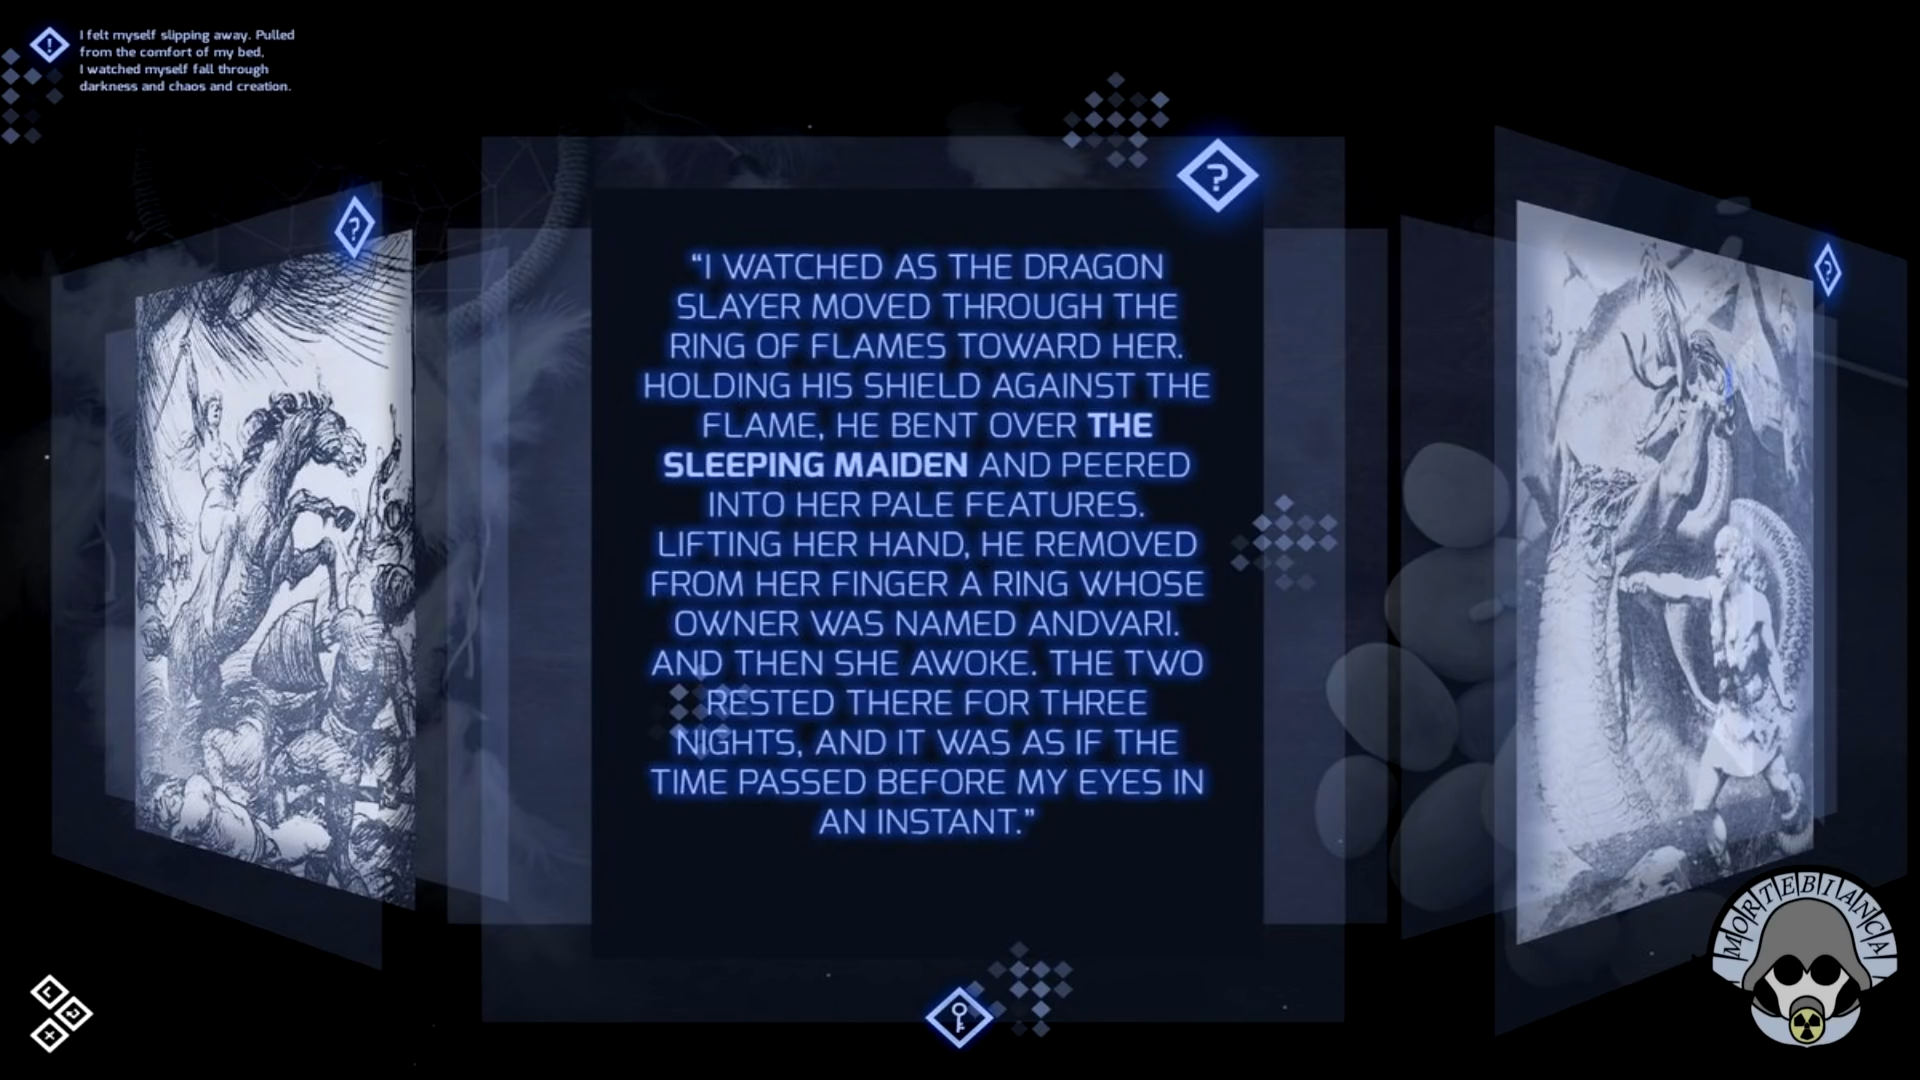 I felt myself slipping away. Pulled
from the comfort of my bed,
I watched myself fall through
darkness and chaos and creation.
?
?
?
“I WATCHED AS THE DRAGON
SLAYER MOVED THROUGH THE
RING OF FLAMES TOWARD HER.
HOLDING HIS SHIELD AGAINST THE
FLAME, HE BENT OVER THE
SLEEPING MAIDEN AND PEERED
INTO HER PALE FEATURES.
LIFTING HER HAND, HE REMOVED
FROM HER FINGER A RING WHOSE
OWNER WAS NAMED ANDVARI.
AND THEN SHE AWOKE. THE TWO
RESTED THERE FOR THREE
NIGHTS, AND IT WAS AS IF THE
TIME PASSED BEFORE MY EYES IN
AN INSTANT.”
MORTEBIANCA